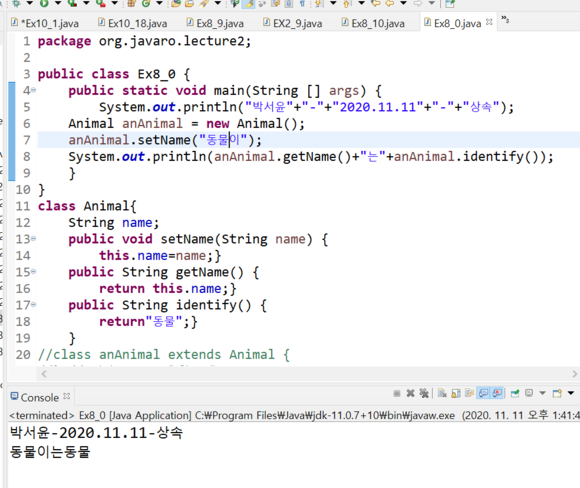 *Ex10_1.java Ex10_18.java Ex8_9.java EX2_9.java Ex8_10.java Ex8_0.java
1 package org.javaro.lecture2;
2
3 public class Ex8_0 {
4 public static void main(String [] args) {
5 System.out.println("박서윤"+"-"+"2020.11.11"+"-"+"상속");
6 Animal anAnimal = new Animal();
7 anAnimal.setName("동물이");
8 System.out.println(anAnimal.getName()+"는"+anAnimal.identify());
9 }
10 }
11 class Animal{
12 String name;
13 public void setName(String name) {
14 this.name=name;}
15 public String getName() {
16 return this.name;}
17 public String identify() {
18 return"동물";}
19 }
20 //class anAnimal extends Animal {
Console
<terminated> Ex8_0 [Java Application] C:₩Program Files₩Java₩jdk-11.0.7+10₩bin₩javaw.exe (2020. 11. 11 오후 1:41:4
박서윤-2020.11.11-상속
동물이는동물